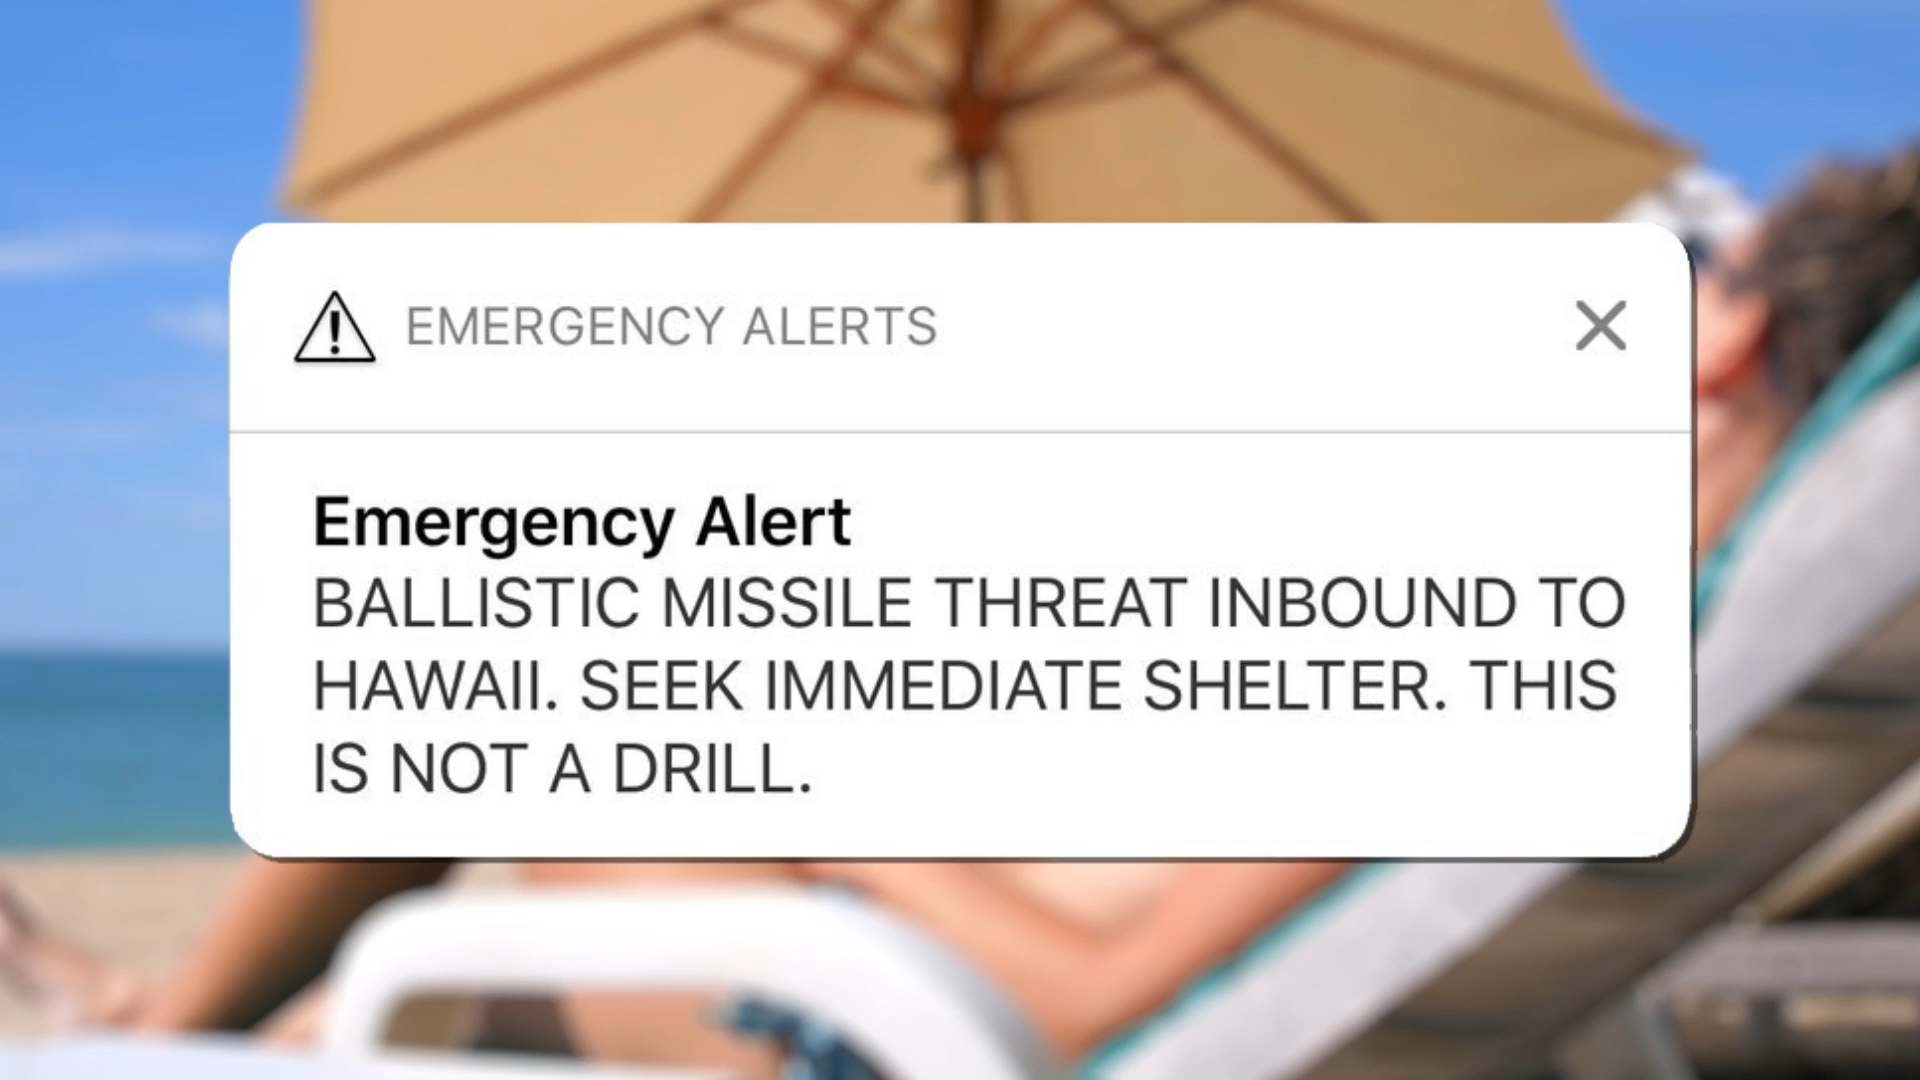 EMERGENCY ALERTS
Emergency Alert
BALLISTIC MISSILE THREAT INBOUND TO
HAWAII. SEEK IMMEDIATE SHELTER. THIS
IS NOT A DRILL.